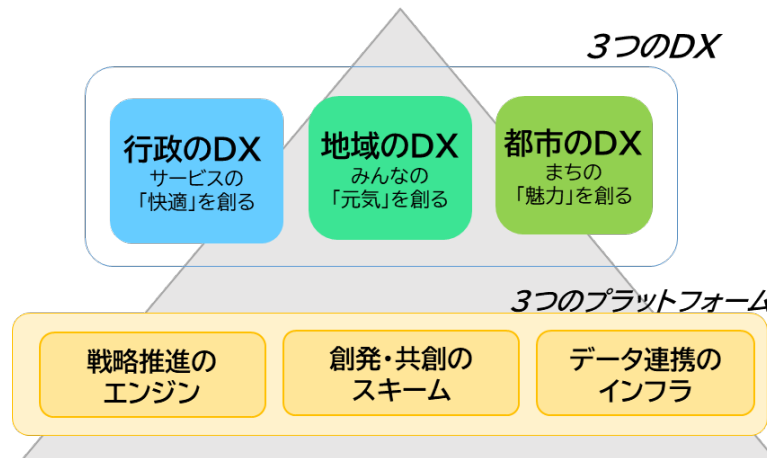 3つのDX
行政のDX
サービスの
「快適」を創る
地域のDX
みんなの
「元気」を創る
都市のDX
まちの
「魅力」を創る
3つのプラットフォーム
戦略推進の
エンジン
創発・共創の
スキーム
データ連携の
インフラ